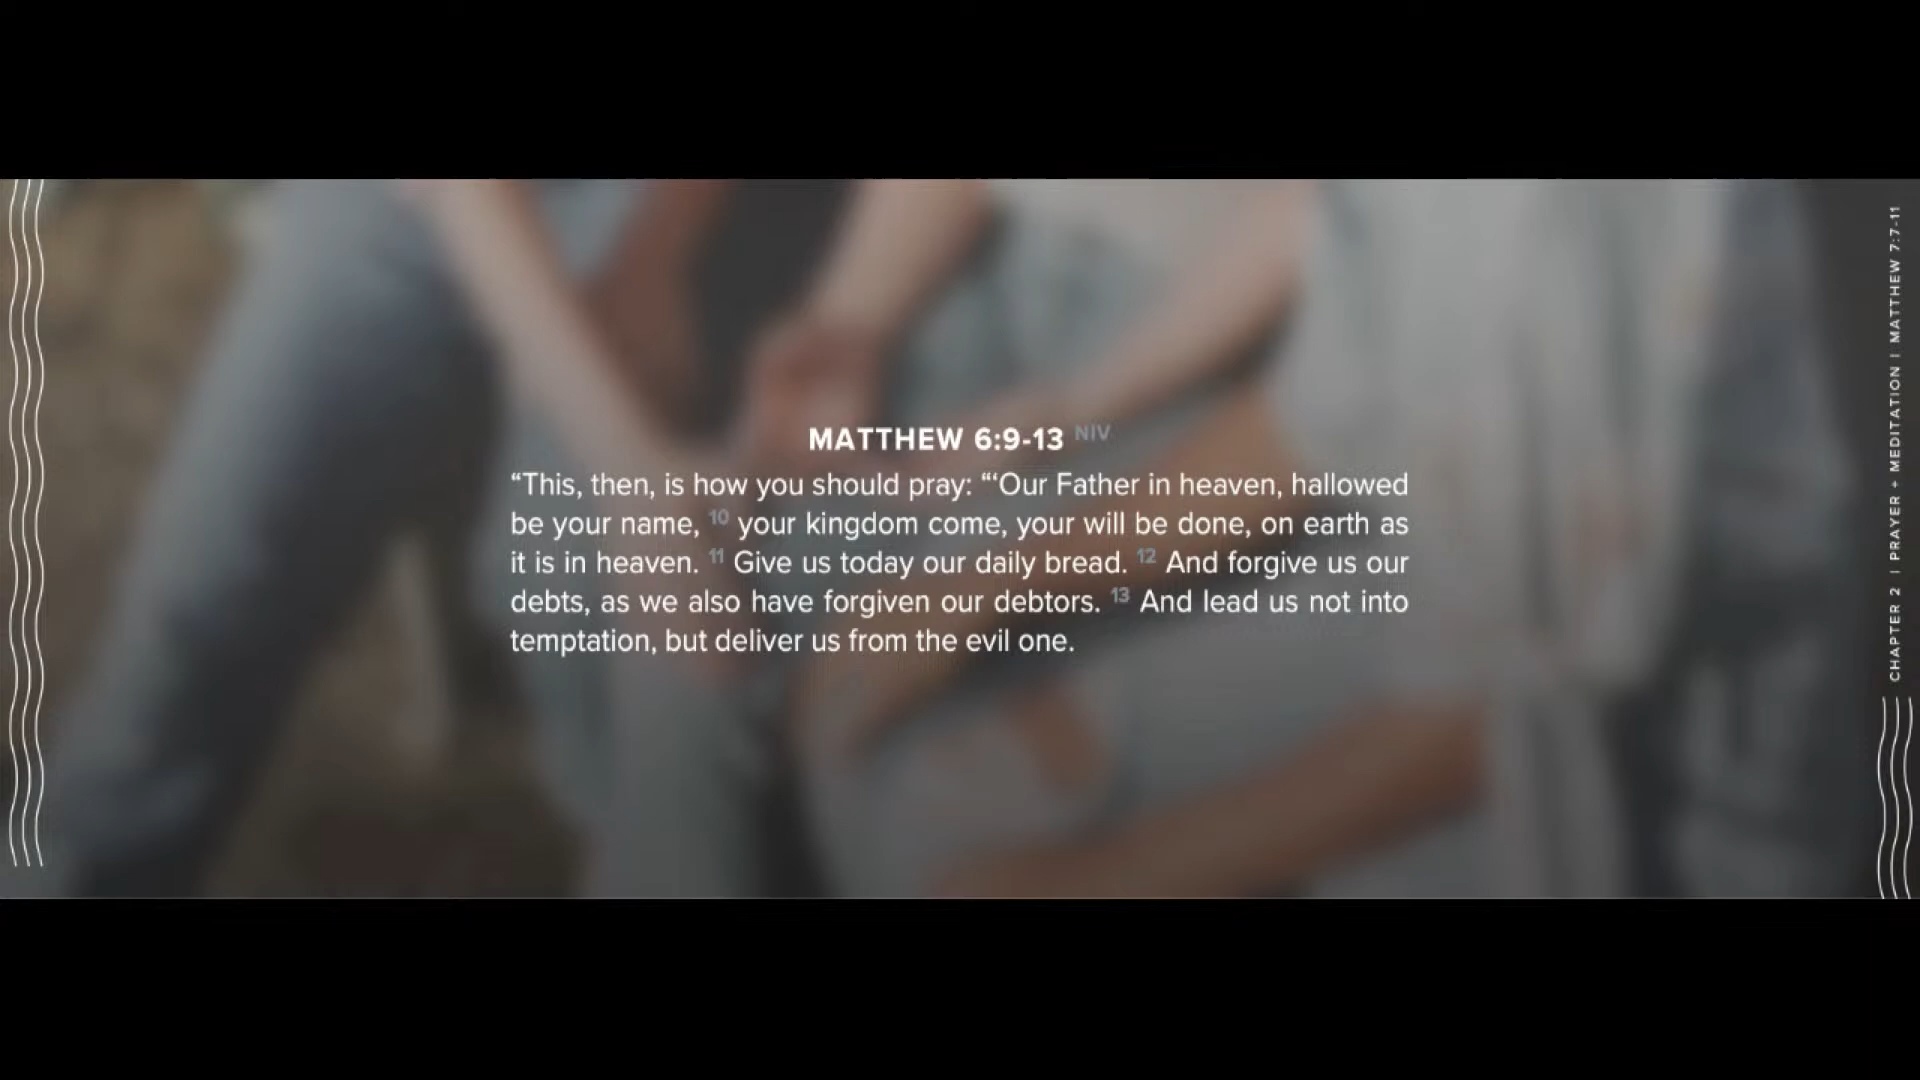 MATTHEW 6:9-13 NIV
“This, then, is how you should pray: “‘Our Father in heaven, hallowed
be your name, 10 your kingdom come, your will be done, on earth as
it is in heaven. 11 Give us today our daily bread. 12 And forgive us our
debts, as we also have forgiven our debtors. 13 And lead us not into
temptation, but deliver us from the evil one.
CHAPTER 2 | PRAYER + MEDITATION | MATTHEW 7:7-11